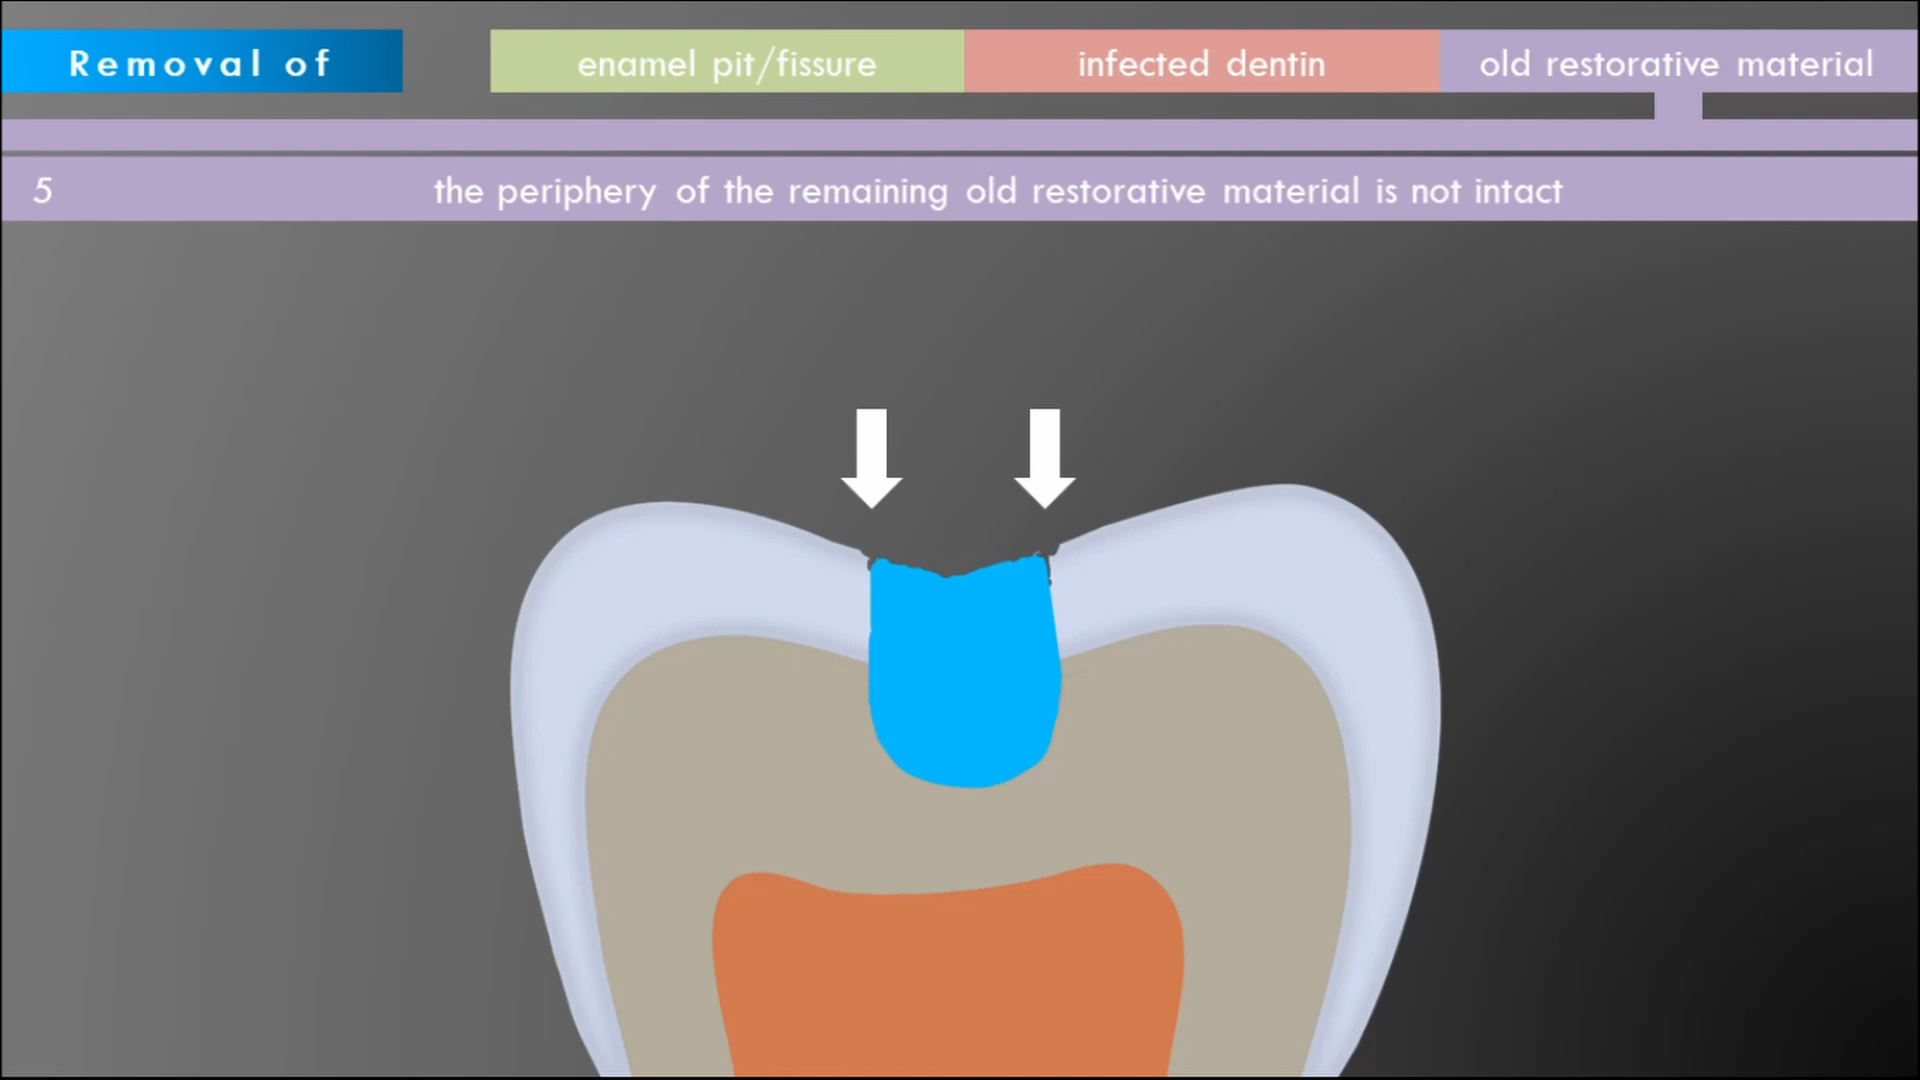 Removal of
enamel pit/fissure
infected dentin
old restorative material
5
the periphery of the remaining old restorative material is not intact